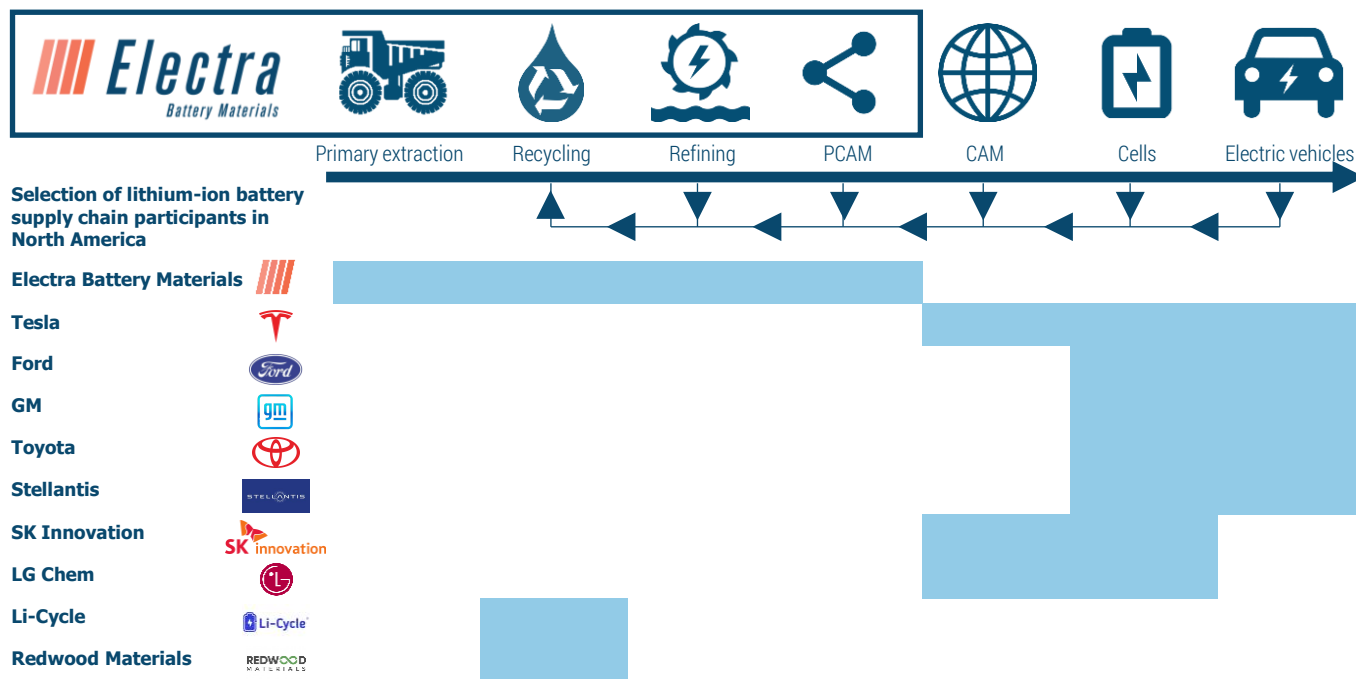 Electra
Battery Materials
Primary extraction
Recycling
Refining
PCAM
CAM
Cells
Electric vehicles
Selection of lithium-ion battery
supply chain participants in
North America
Electra Battery Materials
Tesla
Ford
Ford
GM
gm
Toyota
Stellantis
STELLANTIS
SK Innovation
SK innovation
LG Chem
LG
Li-Cycle
Li-Cycle
Redwood Materials
REDWOOD
MATERIALS